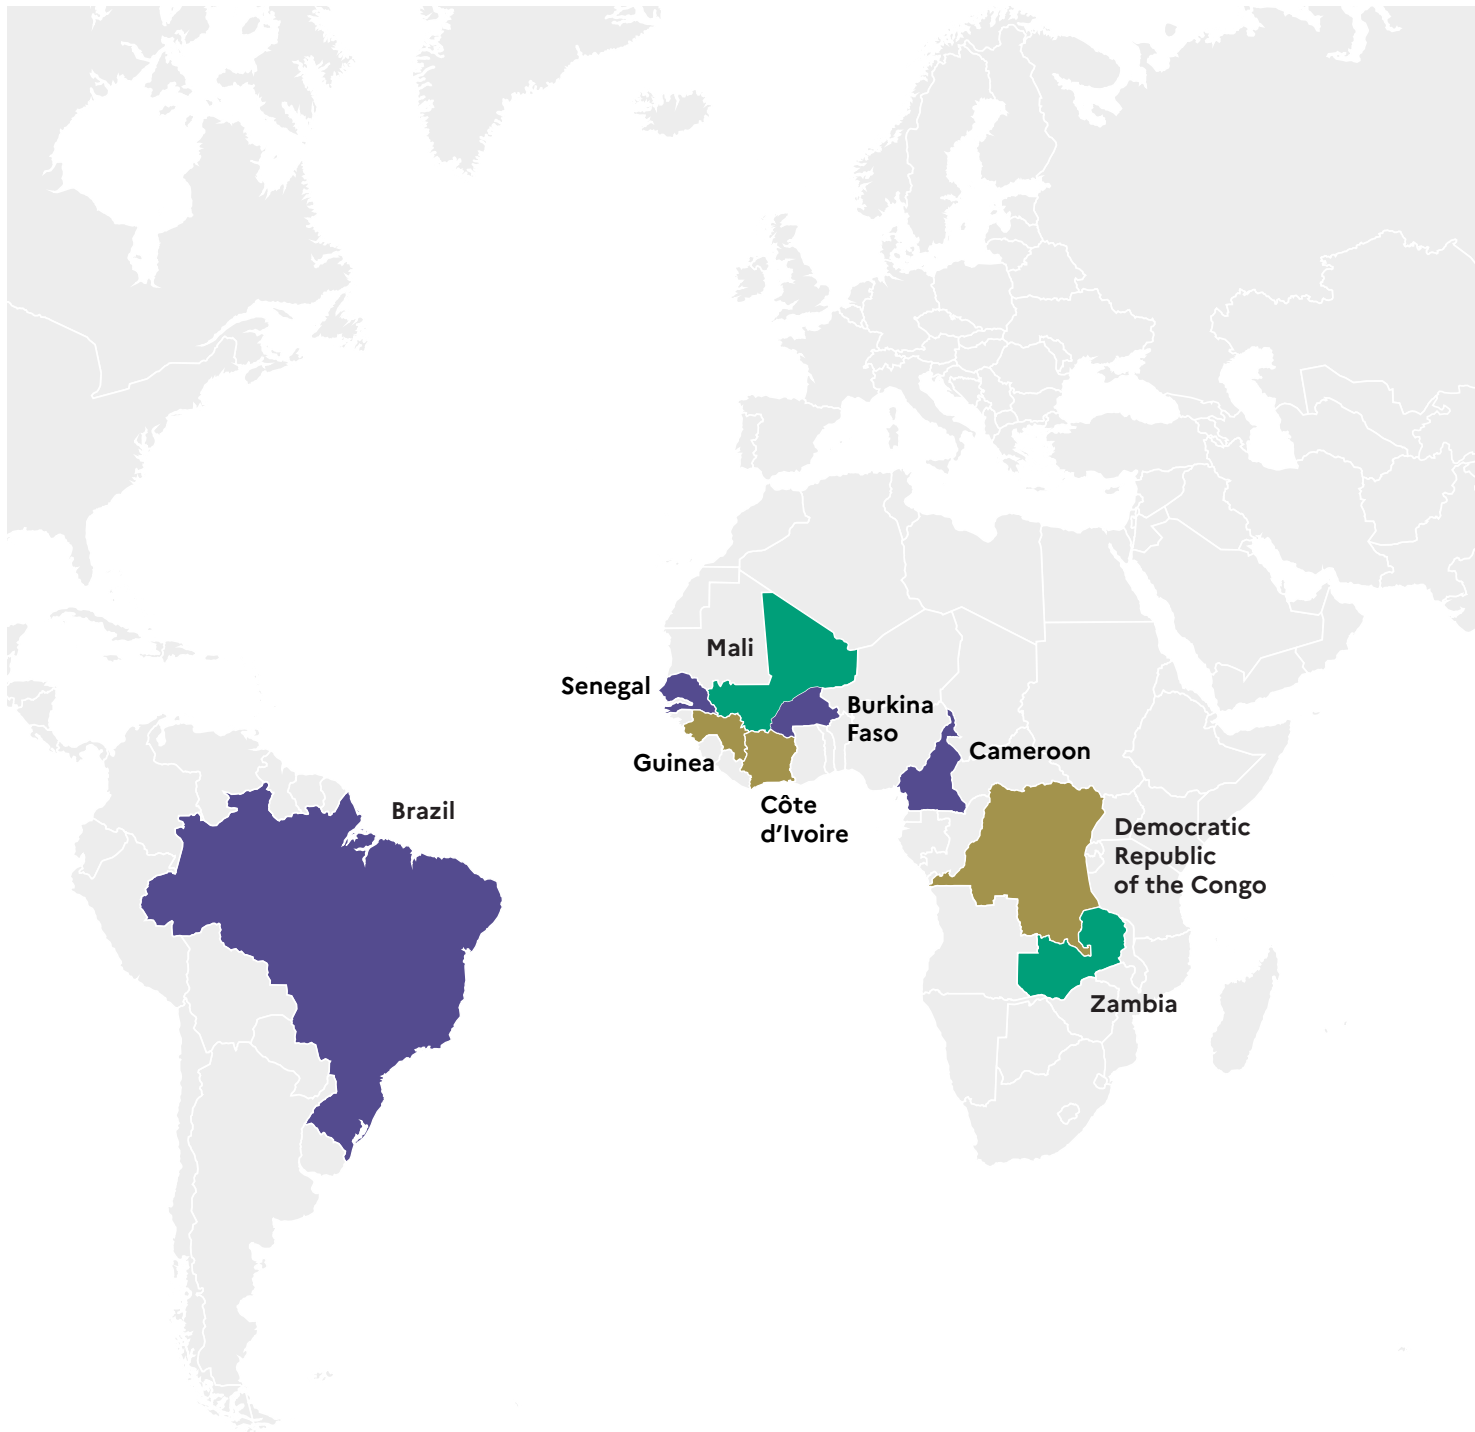 Mali
Senegal
Burkina
Faso
Guinea
Cameroon
Côte
d’Ivoire
Brazil
Democratic
Republic
of the Congo
Zambia